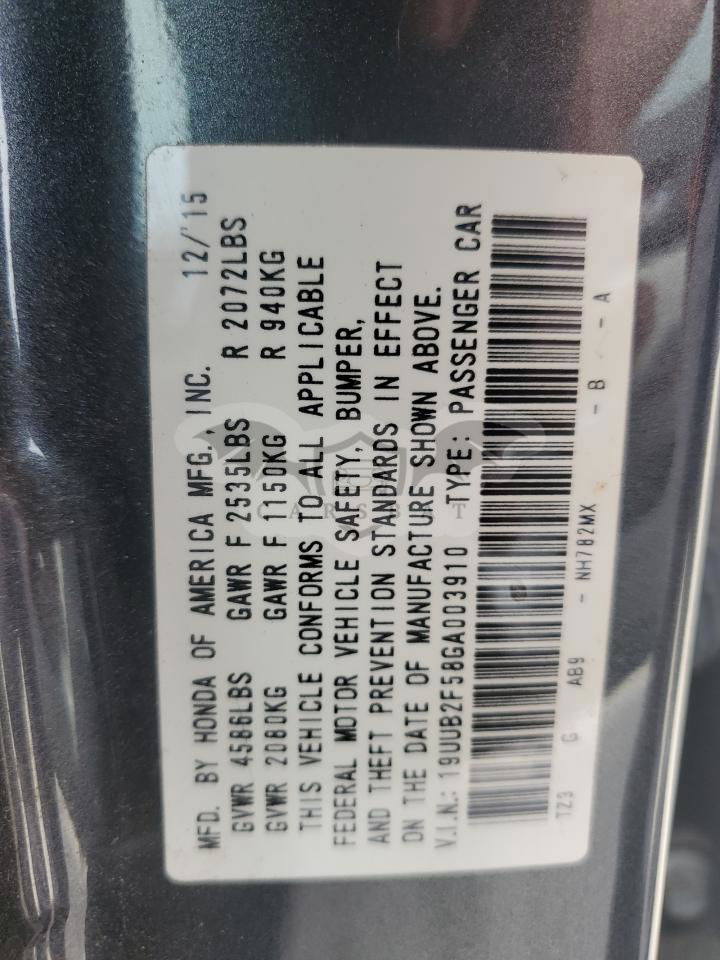 MFD. BY HONDA OF AMERICA MFG., INC. 12/'15
GVWR 4586LBS GAWR F 2535LBS R 2072LBS
GVWR 2080KG GAWR F 1150KG R 940KG
THIS VEHICLE CONFORMS TO ALL APPLICABLE
FEDERAL MOTOR VEHICLE SAFETY, BUMPER,
AND THEFT PREVENTION STANDARDS IN EFFECT
ON THE DATE OF MANUFACTURE SHOWN ABOVE.
V.I.N.: 19UUB2F58GA003910 TYPE: PASSENGER CAR
TZ3 G AB9 - NH782MX - B - A
CARSBAT